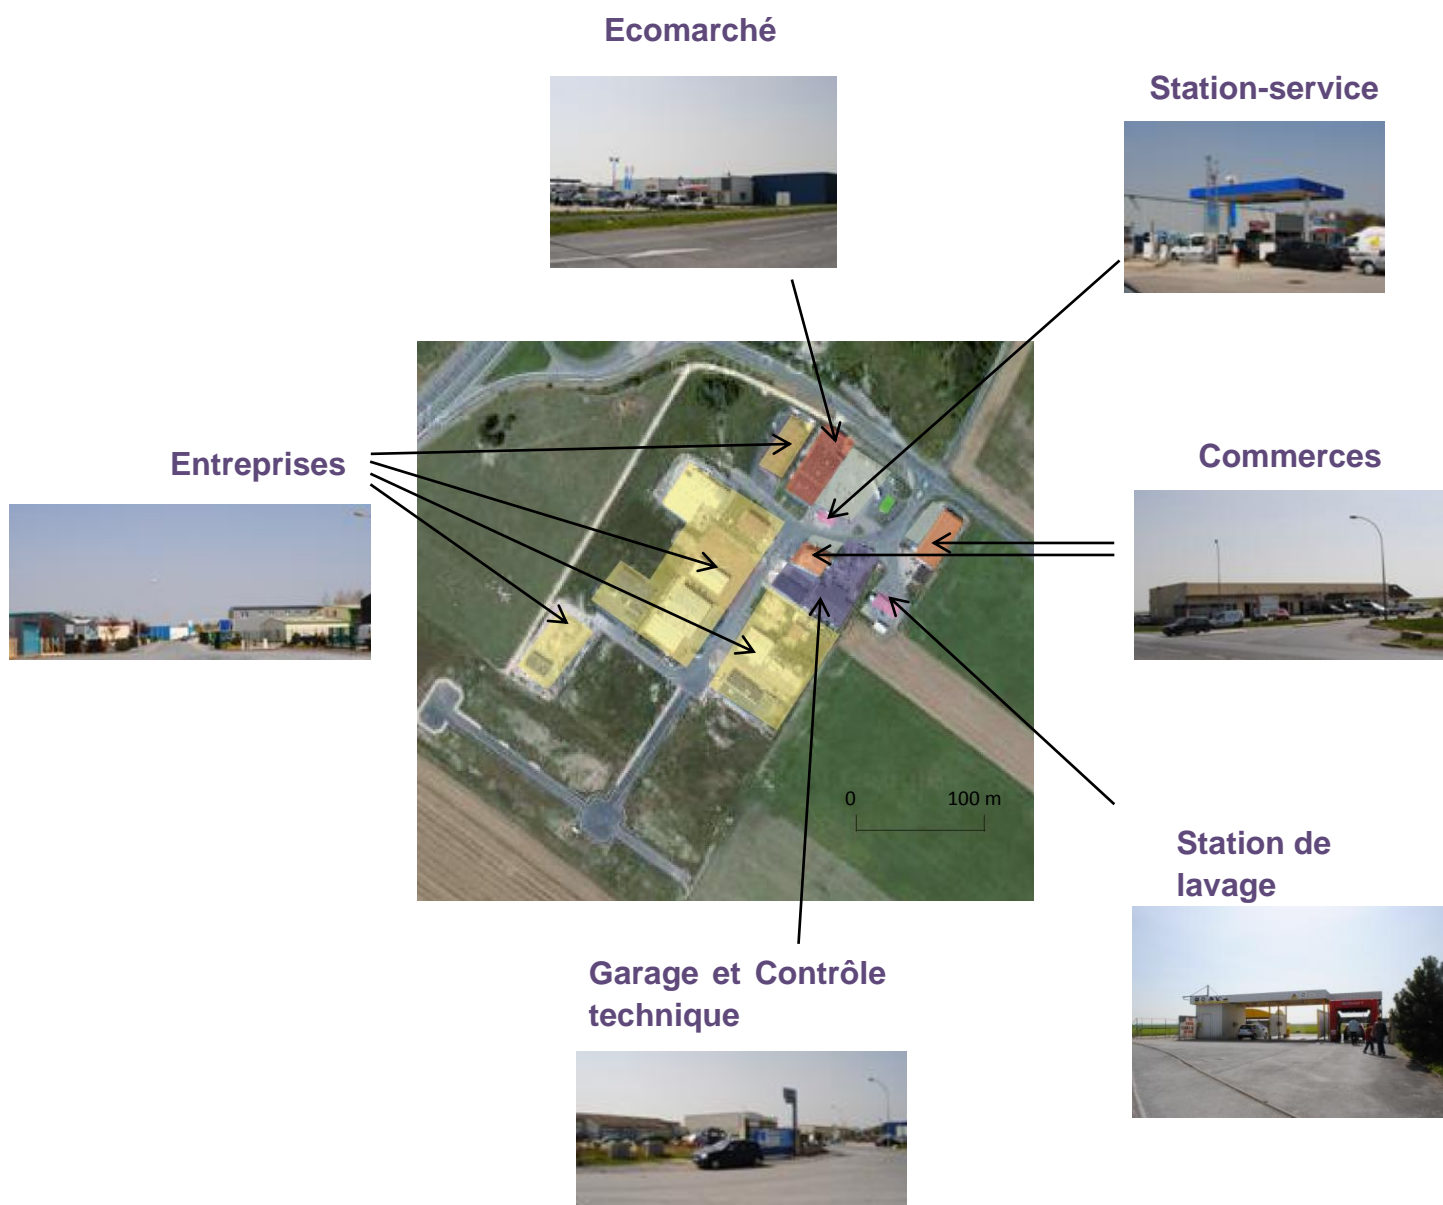 Ecomarché
Station-service
Entreprises
Commerces
0 100 m
Station de
lavage
Garage et Contrôle
technique